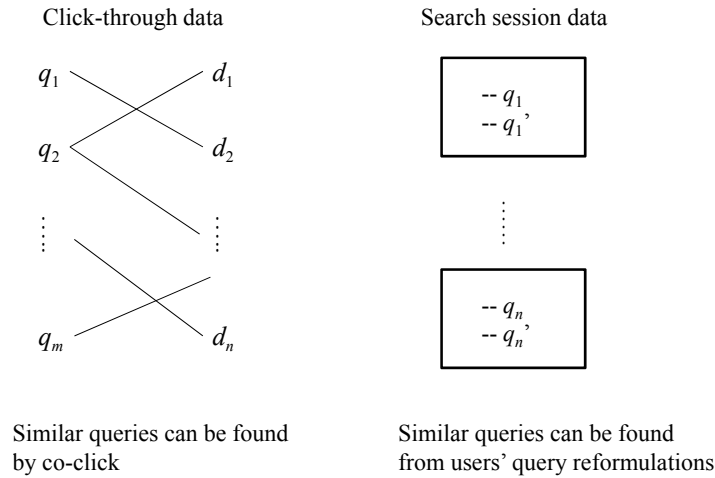 Click-through data
q1
d1
q2
d2
qm
dn
Similar queries can be found
by co-click
Search session data
-- q1
-- q1’
-- qn
-- qn’
Similar queries can be found
from users’ query reformulations